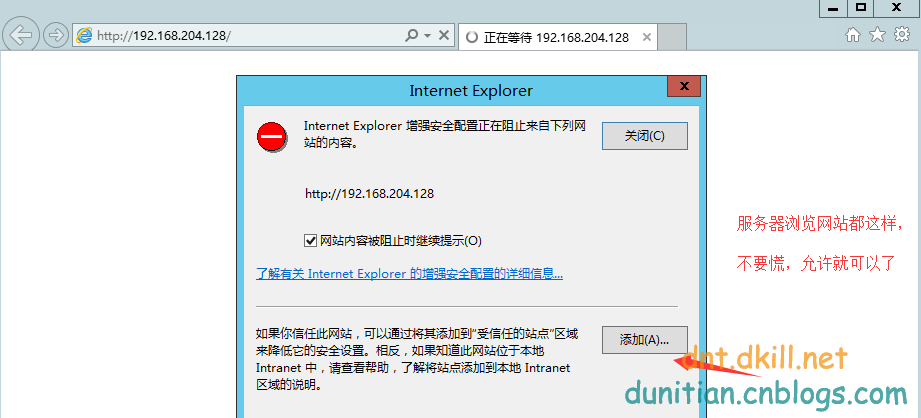 http://192.168.204.128/
正在等待 192.168.204.128
Internet Explorer
Internet Explorer 增强安全配置正在阻止来自下列网
站的内容。
关闭(C)
http://192.168.204.128
网站内容被阻止时继续提示(O)
了解有关 Internet Explorer 的增强安全配置的详细信息...
服务器浏览网站都这样，
不要慌，允许就可以了
如果你信任此网站，可以通过将其添加到“受信任的站点”区域
来降低它的安全设置。相反，如果知道此网站位于本地
Intranet 中，请查看帮助，了解将站点添加到本地 Intranet
区域的说明。
添加(A)...
dnt.dkill.net
dunitian.cnblogs.com